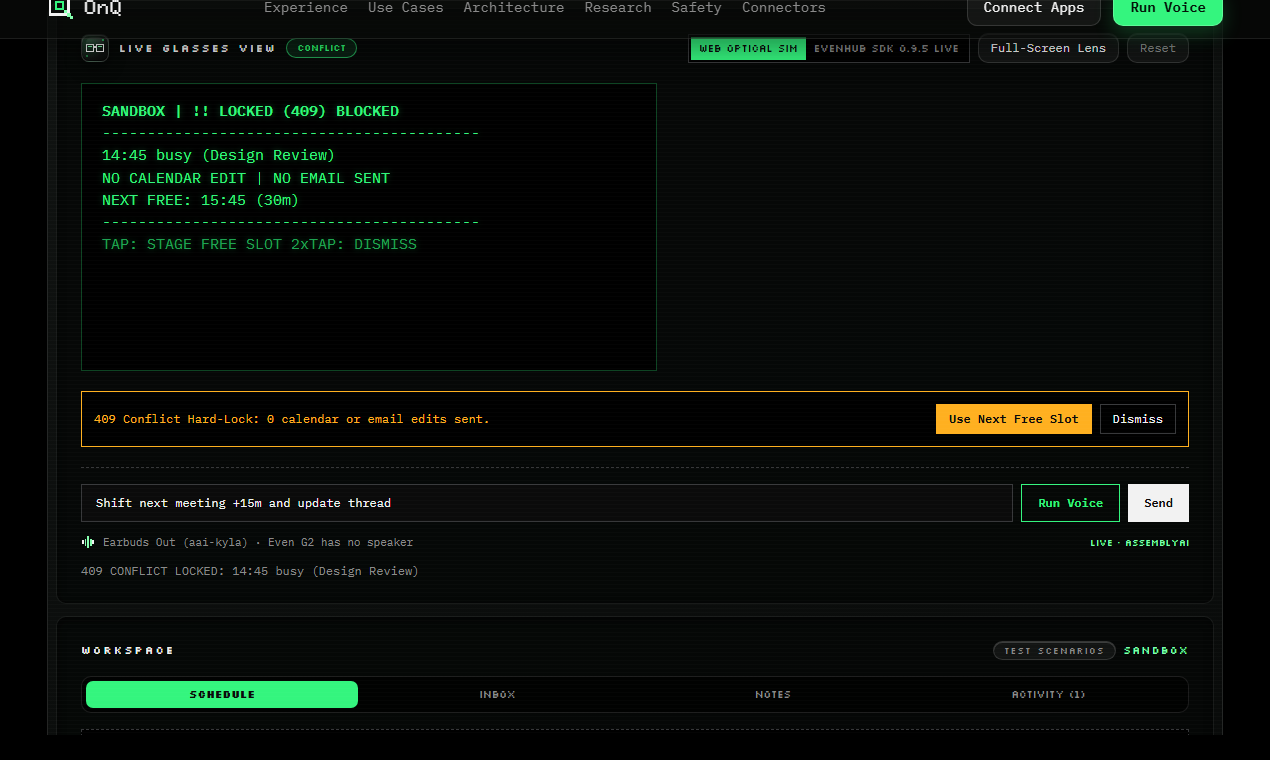 OnQ
Experience Use Cases Architecture Research Safety Connectors
Connect Apps
Run Voice
LIVE GLASSES VIEW
CONFLICT
WEB OPTICAL SIM
EVENHUB SDK 0.9.5 LIVE
Full-Screen Lens
Reset
SANDBOX | !! LOCKED (409) BLOCKED
------------------------------------------
14:45 busy (Design Review)
NO CALENDAR EDIT | NO EMAIL SENT
NEXT FREE: 15:45 (30m)
------------------------------------------
TAP: STAGE FREE SLOT 2xTAP: DISMISS
409 Conflict Hard-Lock: 0 calendar or email edits sent.
Use Next Free Slot
Dismiss
Shift next meeting +15m and update thread
Run Voice
Send
Earbuds Out (aai-kyla) · Even G2 has no speaker
LIVE · ASSEMBLYAI
409 CONFLICT LOCKED: 14:45 busy (Design Review)
WORKSPACE
TEST SCENARIOS
SANDBOX
SCHEDULE
INBOX
NOTES
ACTIVITY (1)